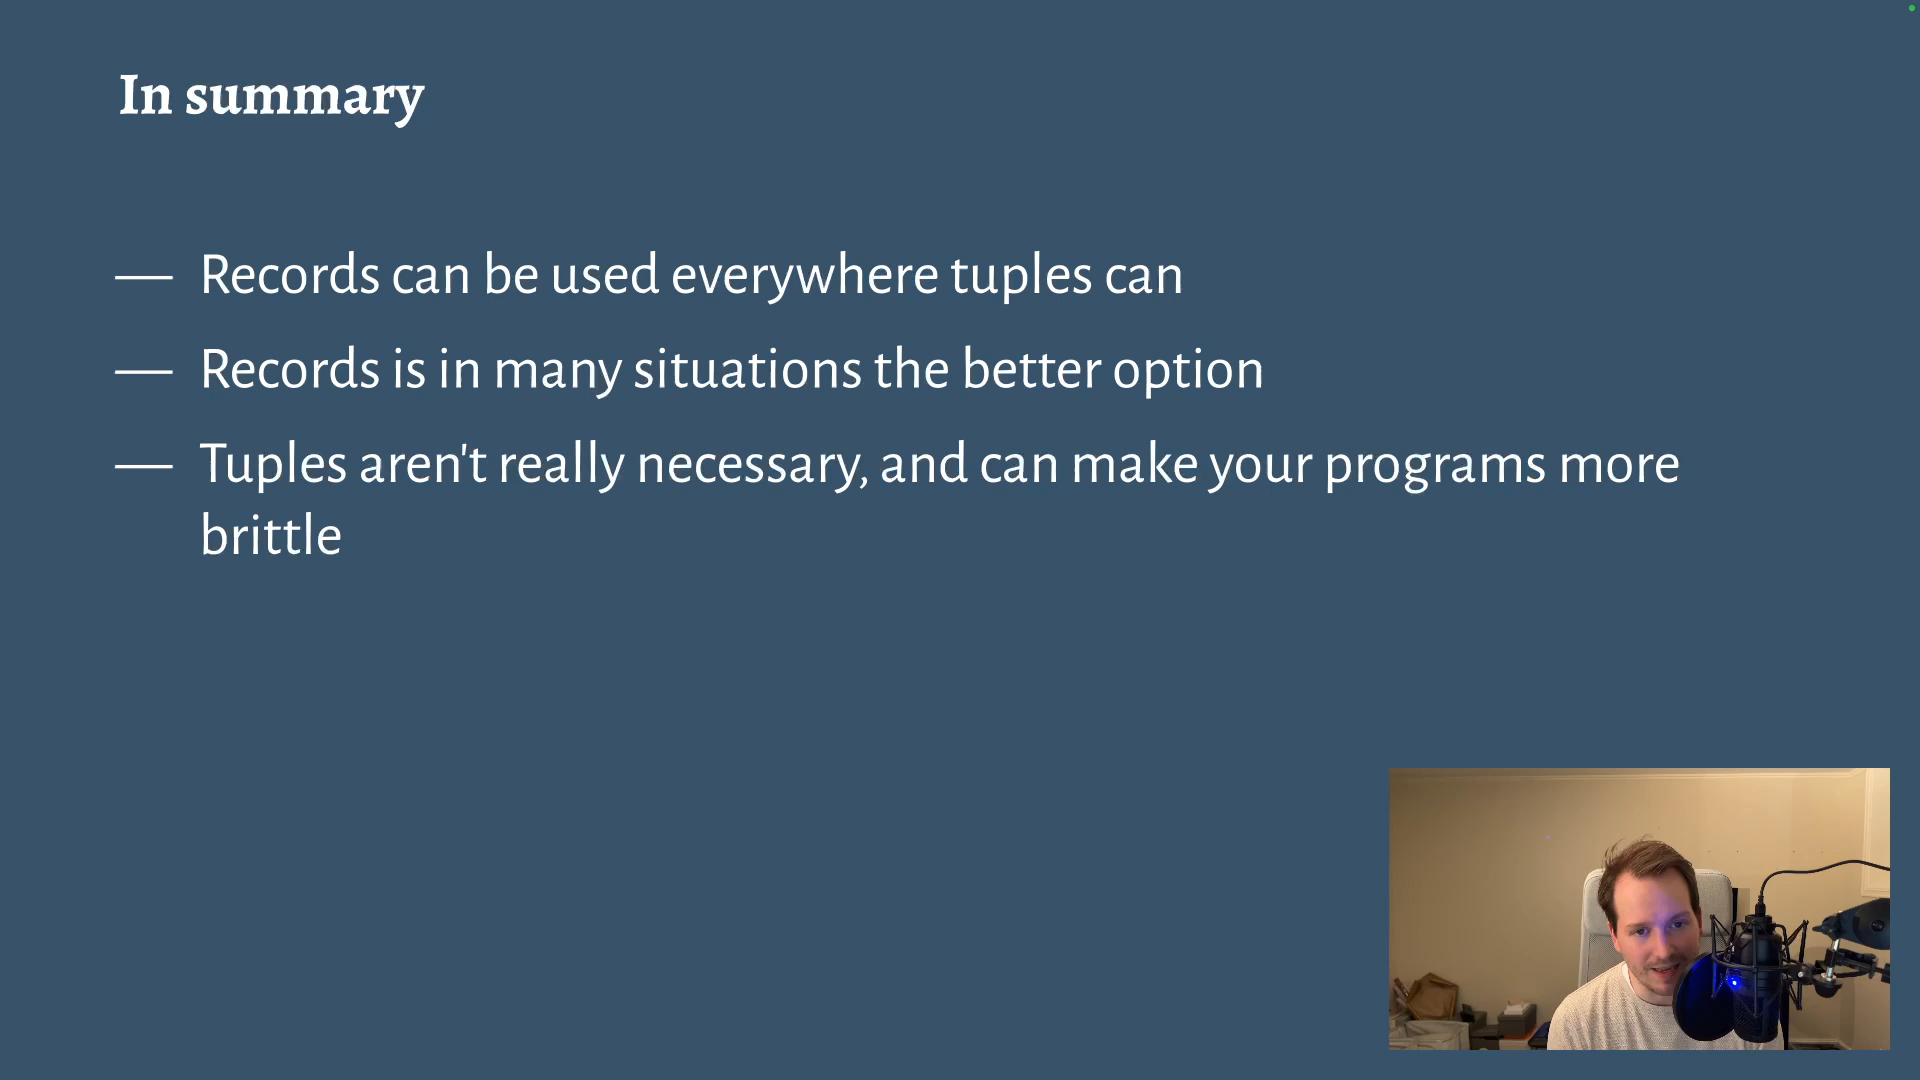 In summary
— Records can be used everywhere tuples can
— Records is in many situations the better option
— Tuples aren't really necessary, and can make your programs more
brittle